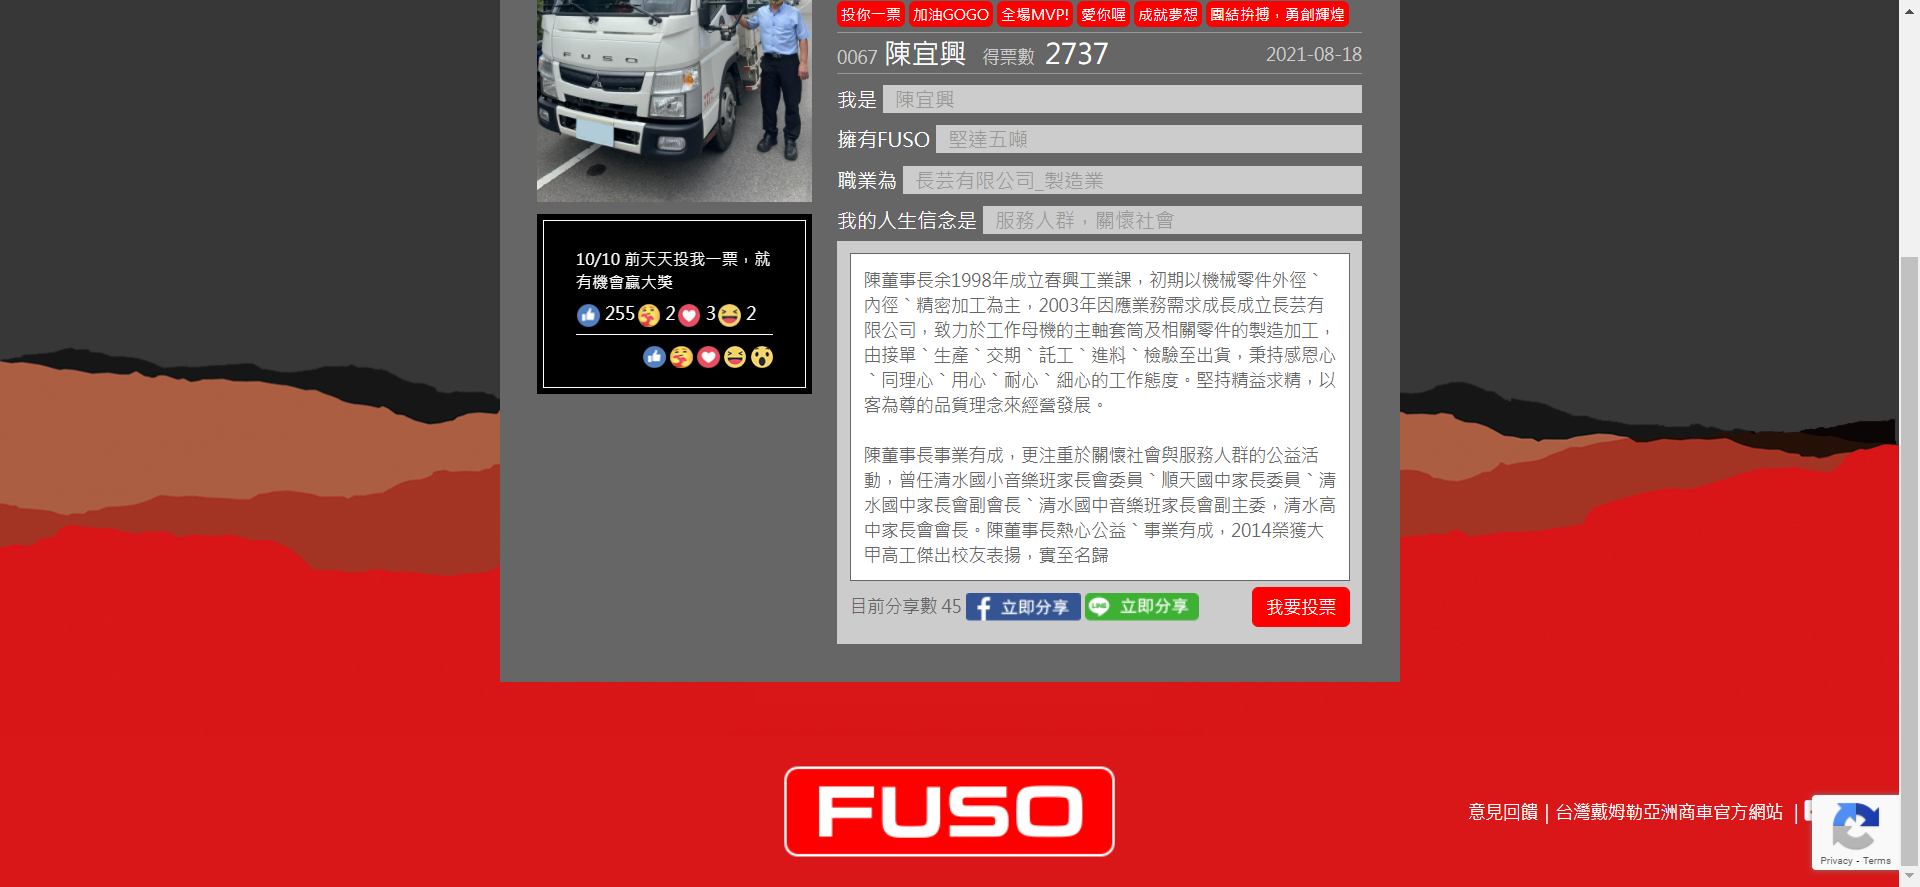 投你一票 加油GOGO 全場MVP! 愛你喔 成就夢想 團結拚搏，勇創輝煌
0067 陳宜興 得票數 2737 2021-08-18
我是 陳宜興
擁有FUSO 堅達五噸
職業為 長芸有限公司_製造業
我的人生信念是 服務人群，關懷社會
FUSO
10/10 前天天投我一票，就
有機會贏大獎
255 2 3 2
陳董事長余1998年成立春興工業課，初期以機械零件外徑、
內徑、精密加工為主，2003年因應業務需求成長成立長芸有
限公司，致力於工作母機的主軸套筒及相關零件的製造加工，
由接單、生產、交期、託工、進料、檢驗至出貨，秉持感恩心
、同理心、用心、耐心、細心的工作態度。堅持精益求精，以
客為尊的品質理念來經營發展。
陳董事長事業有成，更注重於關懷社會與服務人群的公益活
動，曾任清水國小音樂班家長會委員、順天國中家長委員、清
水國中家長會副會長、清水國中音樂班家長會副主委，清水高
中家長會會長。陳董事長熱心公益、事業有成，2014榮獲大
甲高工傑出校友表揚，實至名歸
目前分享數 45 立即分享 LINE 立即分享 我要投票
FUSO
意見回饋 | 台灣戴姆勒亞洲商車官方網站 |
Privacy - Terms